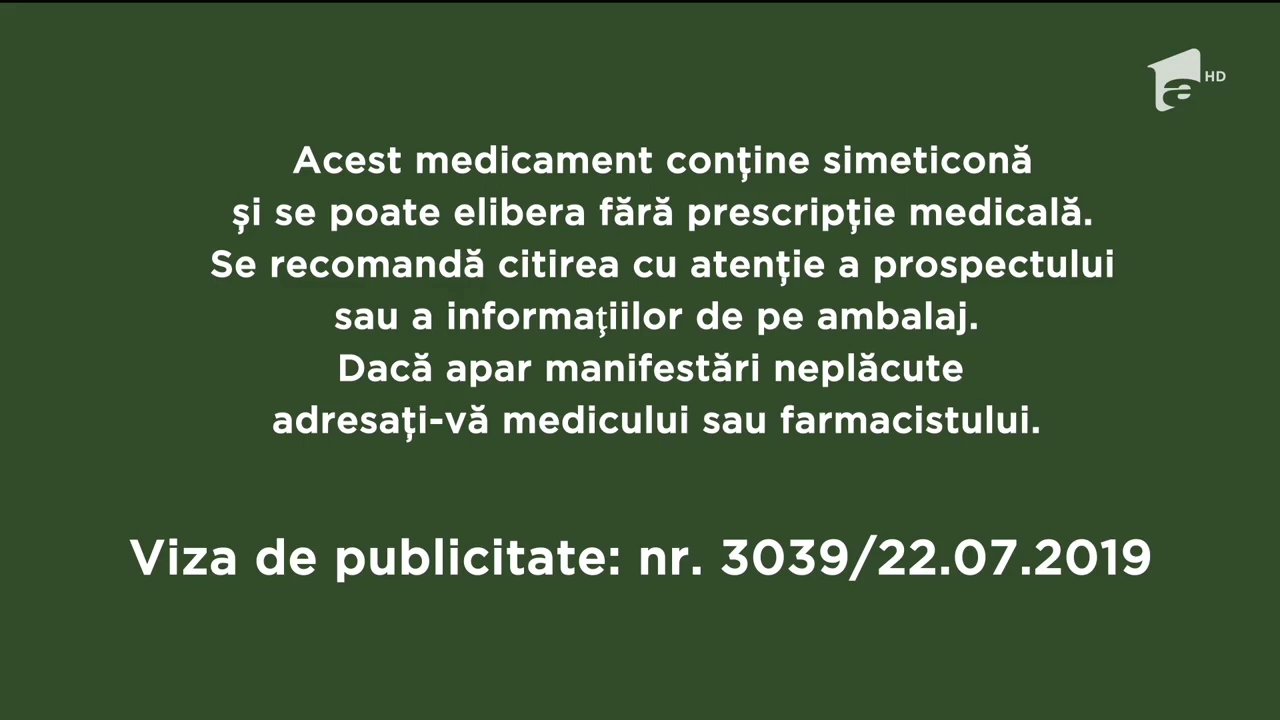 a HD
Acest medicament conține simeticonă
și se poate elibera fără prescripție medicală.
Se recomandă citirea cu atenție a prospectului
sau a informaţiilor de pe ambalaj.
Dacă apar manifestări neplăcute
adresați-vă medicului sau farmacistului.
Viza de publicitate: nr. 3039/22.07.2019